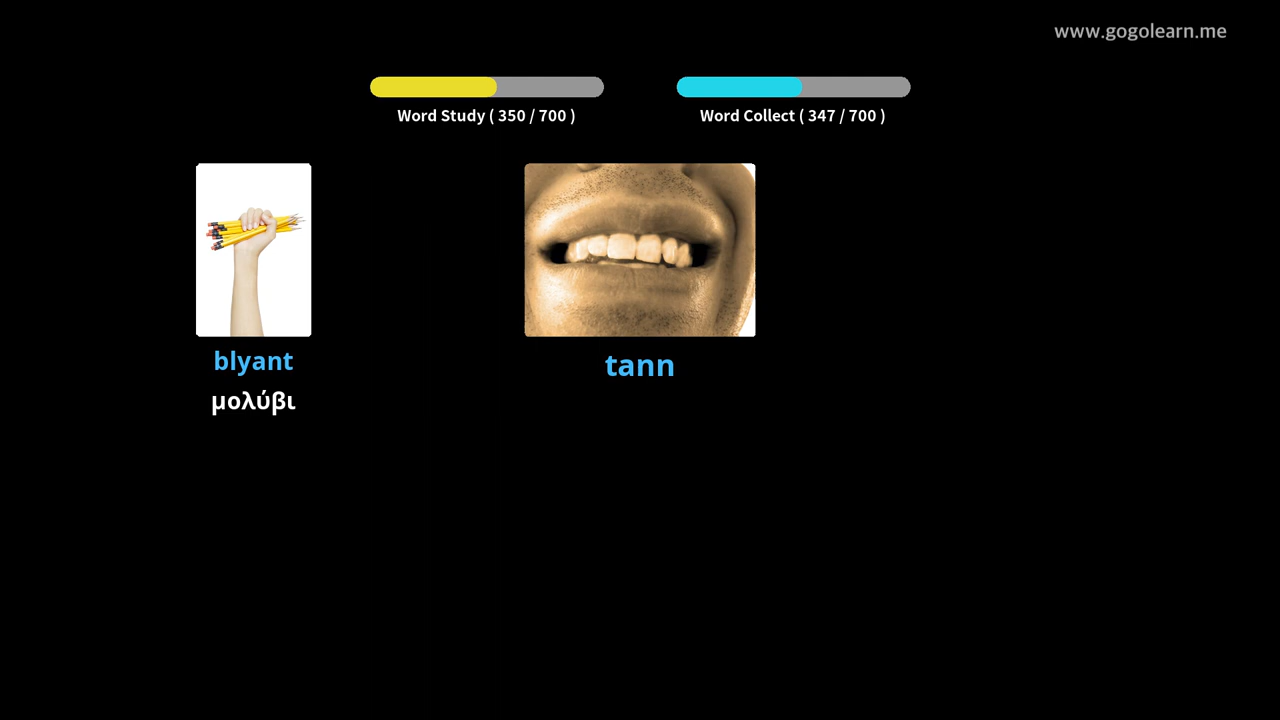 www.gogolearn.me
Word Study ( 350 / 700 )
Word Collect ( 347 / 700 )
blyant
μολύβι
tann